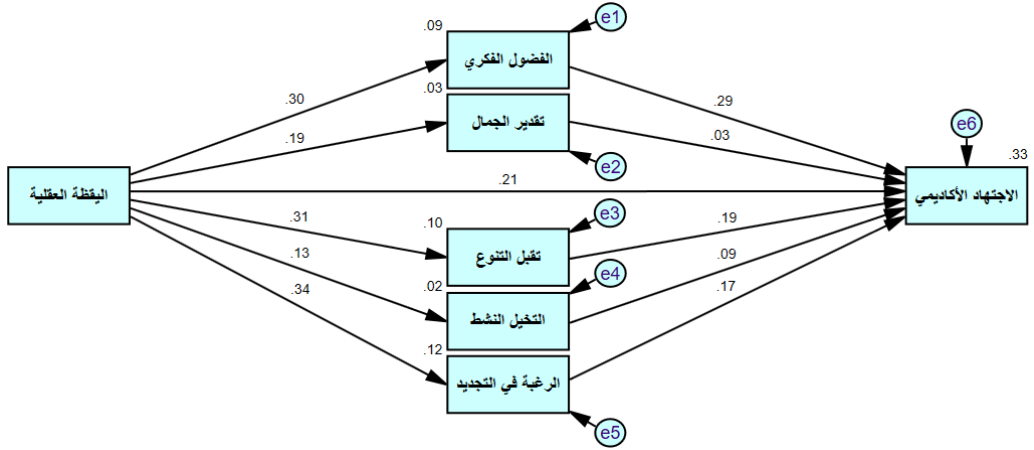 e1
.09
الفضول الفكري
.30
.03
.29
تقدير الجمال
.19
.03
e6
e2
.33
.21
اليقظة العقلية
الاجتهاد الأكاديمي
.31
.10
e3
.19
تقبل التنوع
.13
.09
.02
e4
.34
.17
التخيل النشط
.12
الرغبة في التجديد
e5